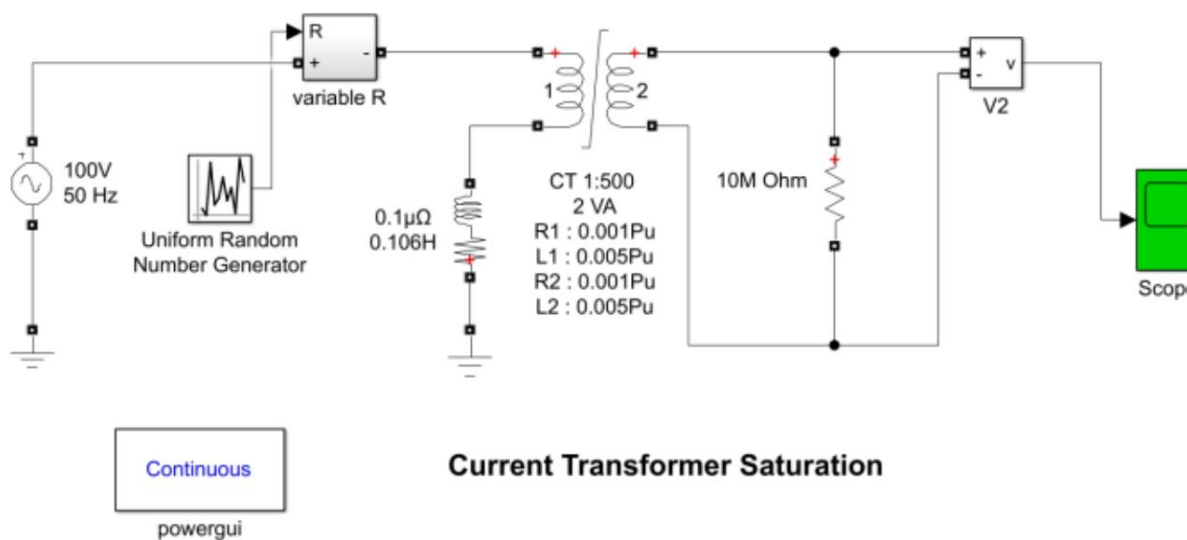 R
+
-
variable R
100V
50 Hz
Uniform Random
Number Generator
1
2
0.1µΩ
0.106H
CT 1:500
2 VA
R1 : 0.001Pu
L1 : 0.005Pu
R2 : 0.001Pu
L2 : 0.005Pu
10M Ohm
+
-
v
V2
Scop
Continuous
powergui
Current Transformer Saturation